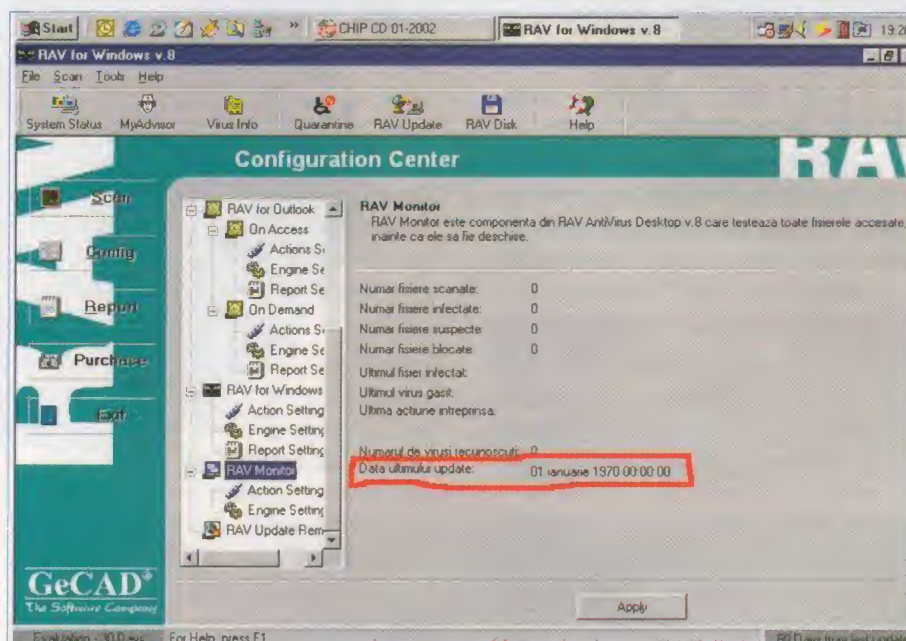 Start
»
CHIP CD 01-2002
RAV for Windows v.8
RAV for Windows v.8
File Scan Tools Help
System Status MyAdvisor Virus Info Quarantine RAV Update RAV Disk Help
Configuration Center
RAV
Scan
Config
Report
Purchase
Exit
RAV for Outlook
On Access
Actions
Engine Se
Report Se
On Demand
Actions
Engine Se
Report Se
RAV for Windows
Action Setting
Engine Setting
Report Setting
RAV Monitor
Action Setting
Engine Setting
RAV Update Rem
RAV Monitor
RAV Monitor este componenta din RAV AntiVirus Desktop v.8 care testeaza toate fisierele accesate,
inainte ca ele sa fie deschise.
Numar fisiere scanate: 0
Numar fisiere infectate: 0
Numar fisiere suspecte: 0
Numar fisiere blocate: 0
Ultimul fisier infectat:
Ultimul virus gasit:
Ultima actiune intreprinsa:
Numarul de virusi recunoscuti: 0
Data ultimului update: 01 ianuarie 1970 00:00:00
GeCAD
The Software Company
Apply
For Help, press F1